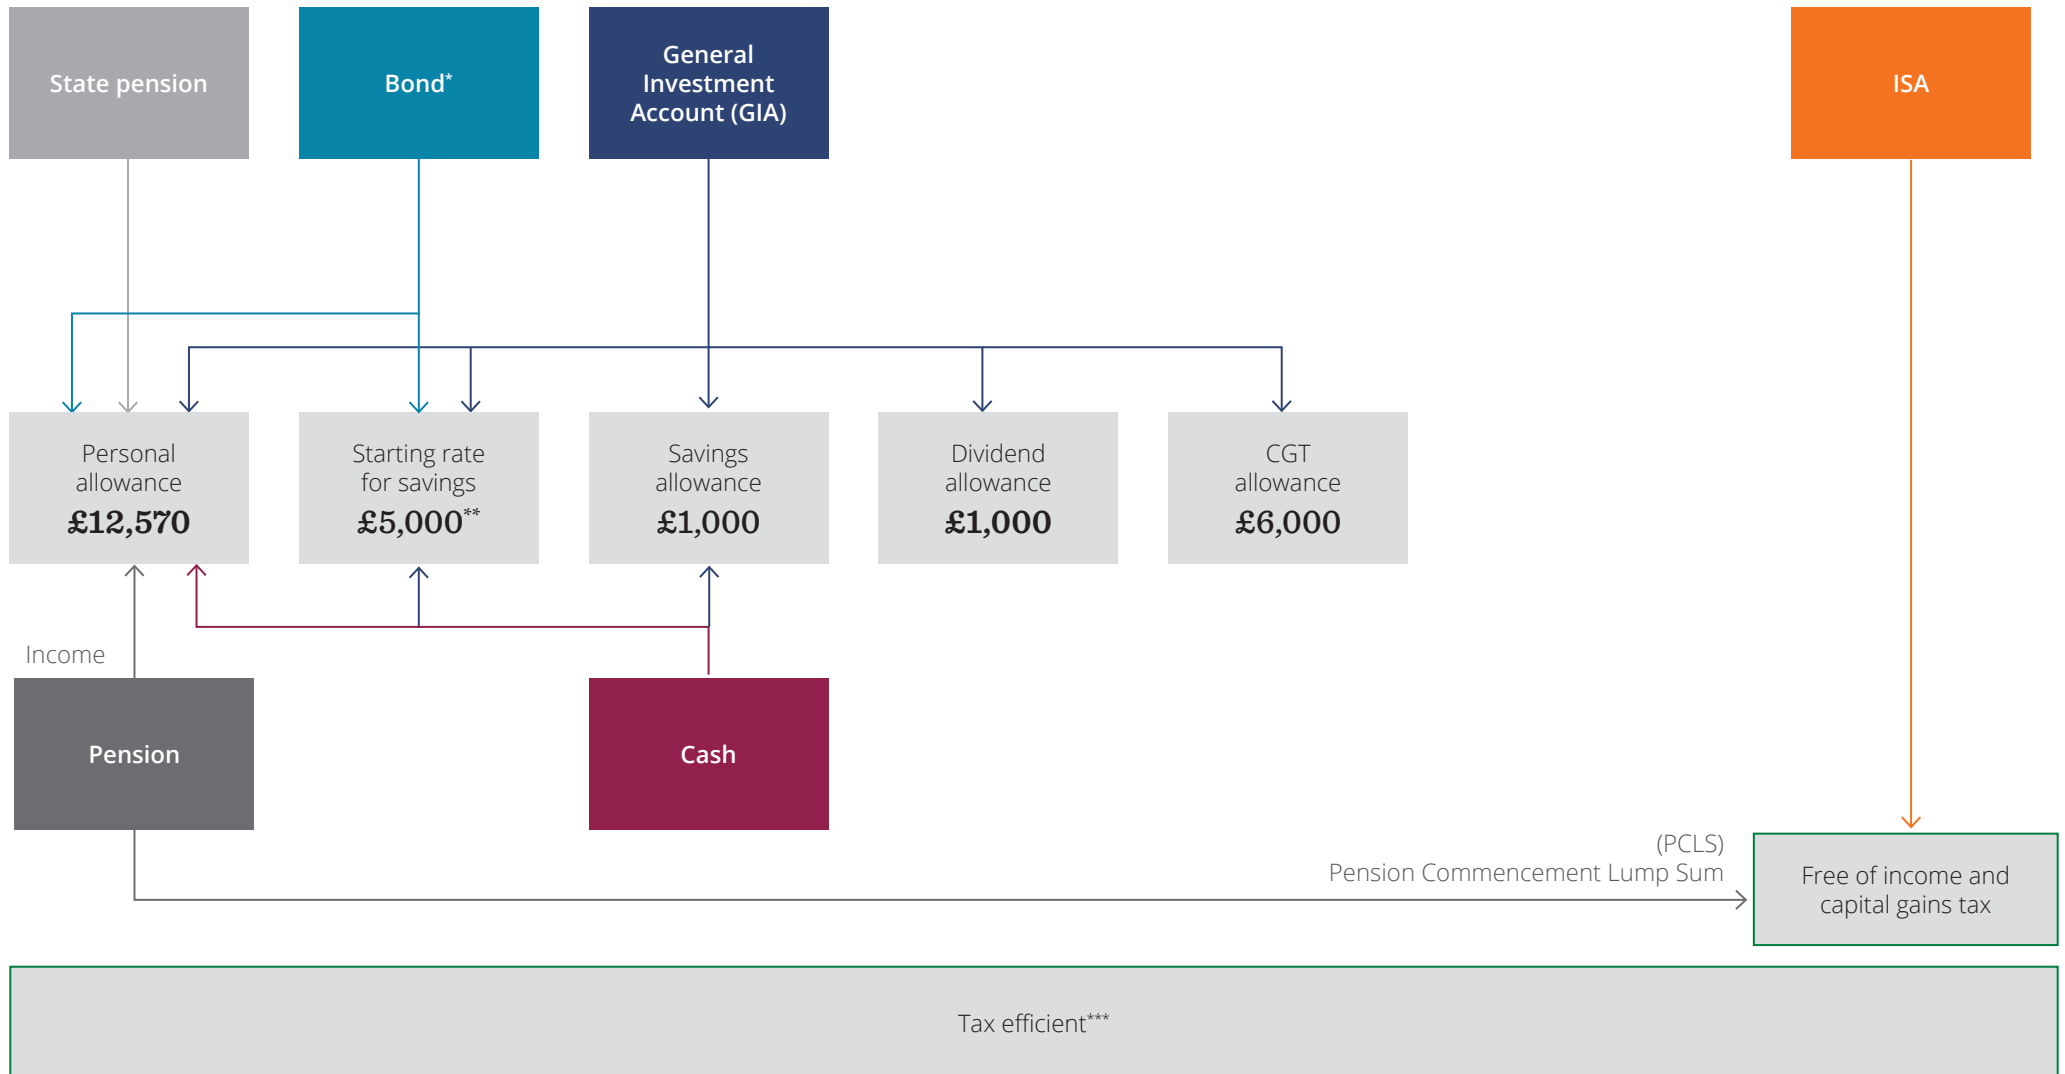 State pension
Bond*
General
Investment
Account (GIA)
ISA
Personal
allowance
£12,570
Starting rate
for savings
£5,000**
Savings
allowance
£1,000
Dividend
allowance
£1,000
CGT
allowance
£6,000
Income
Pension
Cash
(PCLS)
Pension Commencement Lump Sum
Free of income and
capital gains tax
Tax efficient***